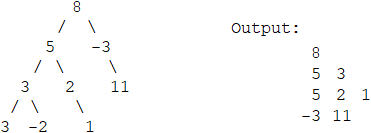 8
/ \
5 −3
/ \ \
3 2 11
/ \ \
3 −2 1
Output:
8
5 3
5 2 1
−3 11